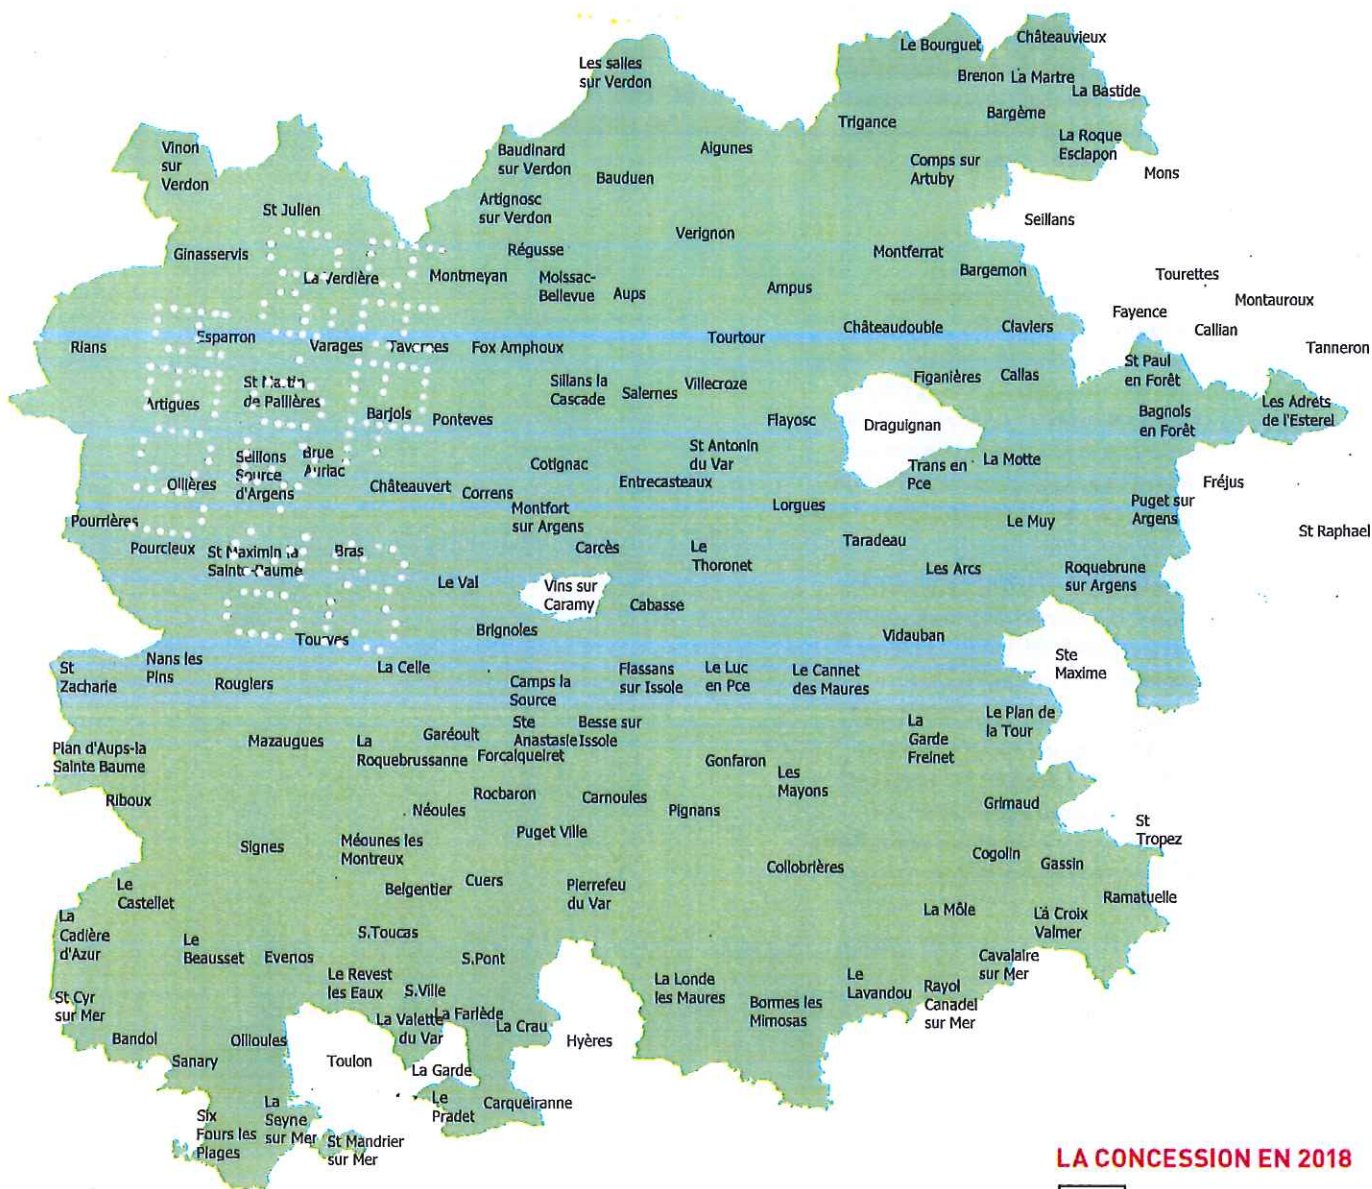 Le Bourguet
Châteauvieux
Les salles
sur Verdon
Brenon
La Martre
La Bastide
Bargème
Trigance
La Roque
Esclapon
Vinon
sur
Verdon
Baudinard
sur Verdon
Aigunes
Bauduen
Comps sur
Artuby
Mons
Artignosc
sur Verdon
St Julien
Seillans
Verignon
Ginasservis
Régusse
Montferrat
La Verdière
Montmeyan
Moissac-
Bellevue
Aups
Ampus
Bargemon
Tourettes
Montauroux
Fayence
Callian
Tanneron
Rians
Esparron
Varages
Tavernes
Fox Amphoux
Tourtour
Châteaudouble
Claviers
St Paul
en Forêt
Artigues
St Martin
de Pallières
Barjols
Ponteves
Sillans la
Cascade
Salernes
Villecroze
Flayosc
Figanières
Callas
Draguignan
Bagnols
en Forêt
Les Adrets
de l'Esterel
Ollières
Seillons
Source
d'Argens
Brue
Auriac
Châteauvert
Cotignac
Correns
St Antonin
du Var
Entrecasteaux
Trans en
Pce
La Motte
Fréjus
Pourrières
Montfort
sur Argens
Lorgues
Le Muy
Puget sur
Argens
St Raphael
Pourcieux
St Maximin la
Sainte-Baume
Bras
Carcès
Le
Thoronet
Taradeau
Les Arcs
Roquebrune
sur Argens
Le Val
Vins sur
Caramy
Cabasse
Tourves
Brignoles
Vidauban
Ste
Maxime
St
Zacharie
Nans les
Pins
Rougiers
La Celle
Camps la
Source
Flassans
sur Issole
Le Luc
en Pce
Le Cannet
des Maures
Plan d'Aups-la
Sainte Baume
Mazaugues
La
Roquebrussanne
Garéoult
Ste
Anastasie
Forcalqueiret
Besse sur
Issole
Gonfaron
La
Garde
Freinet
Le Plan de
la Tour
Riboux
Néoules
Rocbaron
Carnoules
Pignans
Les
Mayons
Grimaud
St
Tropez
Signes
Méounes les
Montreux
Puget Ville
Collobrières
Cogolin
Gassin
Le
Castellet
Belgentier
Cuers
Pierrefeu
du Var
Ramatuelle
La
Cadière
d'Azur
Le
Beausset
Evenos
S.Toucas
S.Pont
La Môle
La Croix
Valmer
St Cyr
sur Mer
Le Revest
les Eaux
S.Ville
La Londe
les Maures
Bormes les
Mimosas
Le
Lavandou
Rayol
Canadel
sur Mer
Cavalaire
sur Mer
Bandol
Sanary
Ollioules
Toulon
La Valette
du Var
La Farlède
La Crau
Hyères
La Garde
Le
Pradet
Carqueiranne
Six
Fours les
Plages
La
Seyne
sur Mer
St Mandrier
sur Mer
LA CONCESSION EN 2018